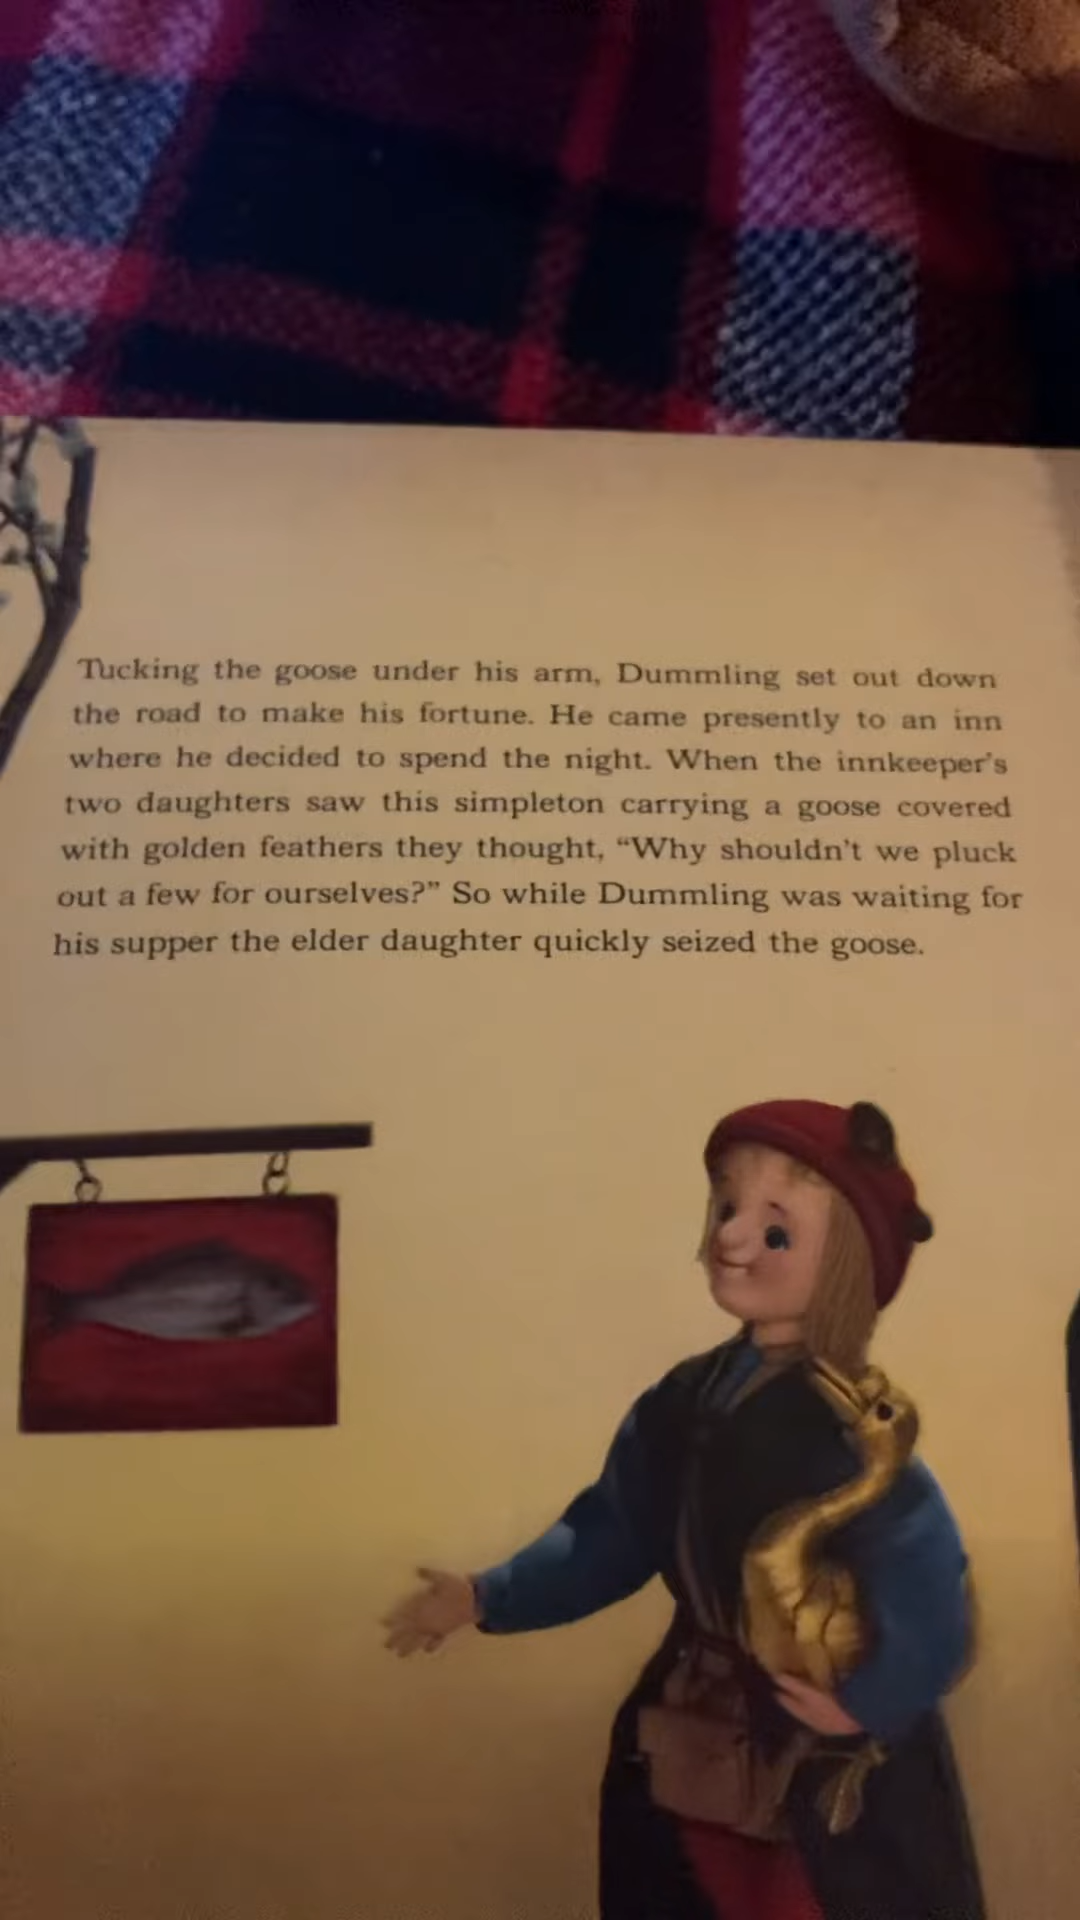 Tucking the goose under his arm, Dummling set out down
the road to make his fortune. He came presently to an inn
where he decided to spend the night. When the innkeeper's
two daughters saw this simpleton carrying a goose covered
with golden feathers they thought, “Why shouldn't we pluck
out a few for ourselves?” So while Dummling was waiting for
his supper the elder daughter quickly seized the goose.